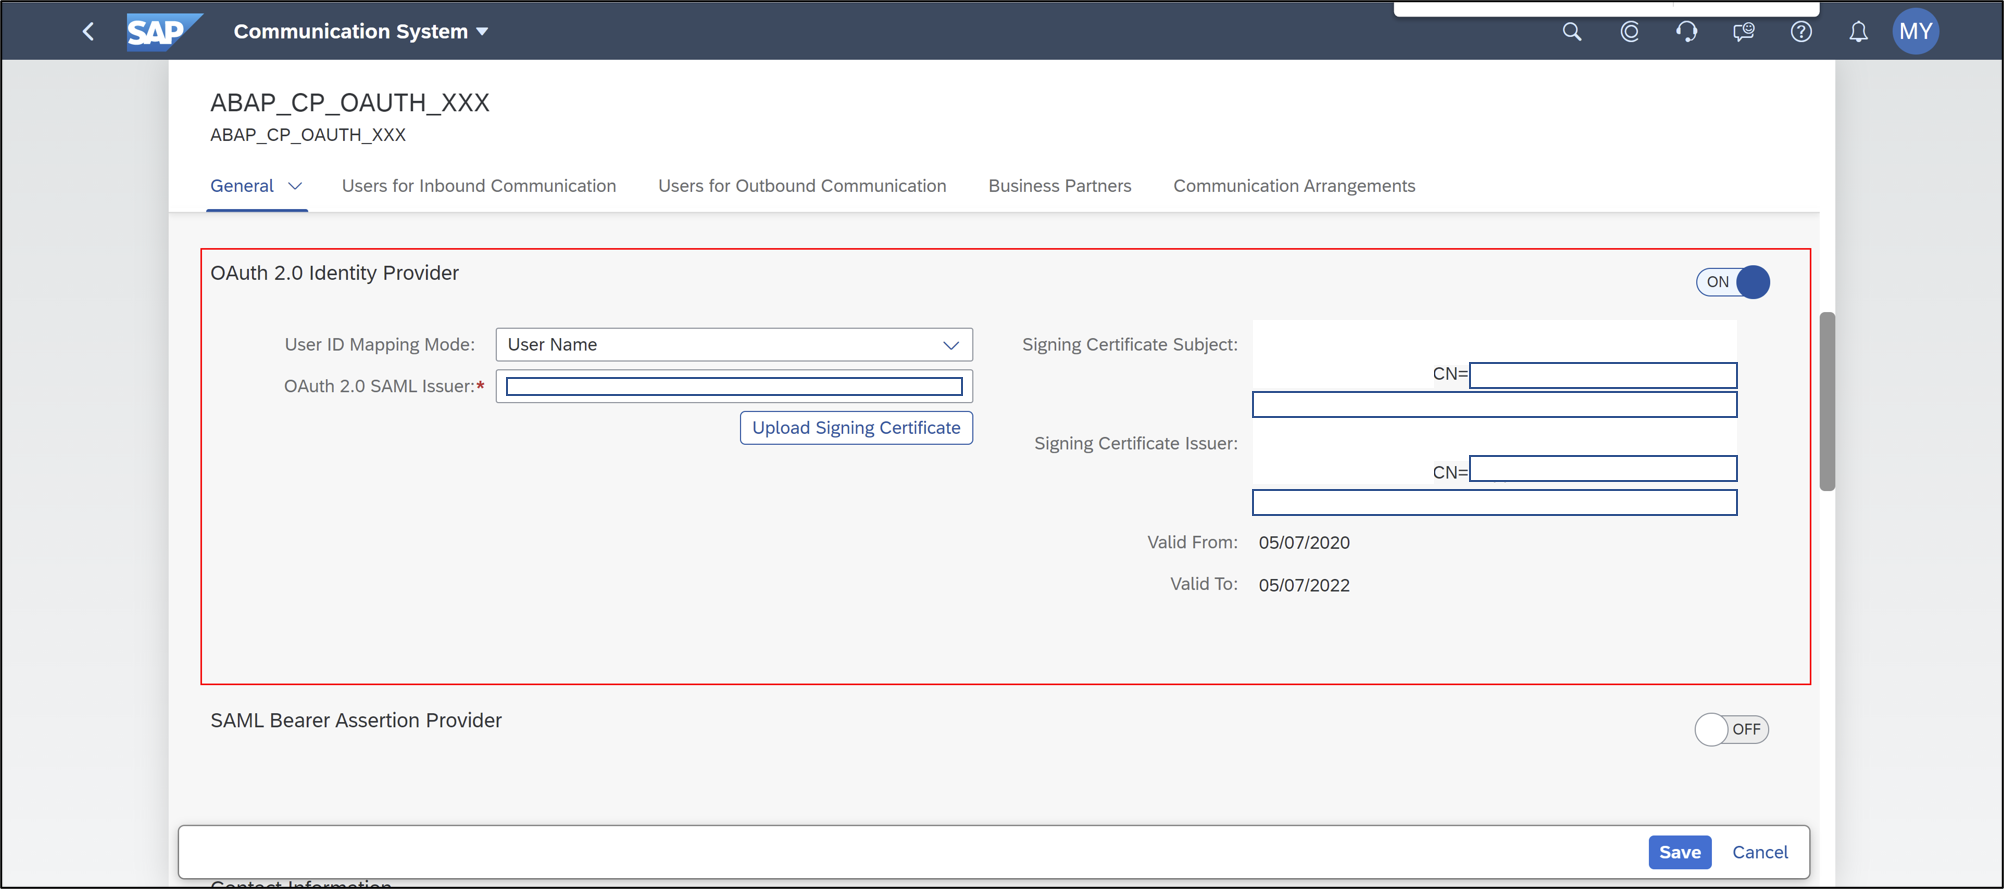 SAP Communication System MY
ABAP_CP_OAUTH_XXX
ABAP_CP_OAUTH_XXX
General Users for Inbound Communication Users for Outbound Communication Business Partners Communication Arrangements
OAuth 2.0 Identity Provider
ON
User ID Mapping Mode: User Name
OAuth 2.0 SAML Issuer:*
Upload Signing Certificate
Signing Certificate Subject:
CN=
Signing Certificate Issuer:
CN=
Valid From: 05/07/2020
Valid To: 05/07/2022
SAML Bearer Assertion Provider
OFF
Save Cancel
Contact Information